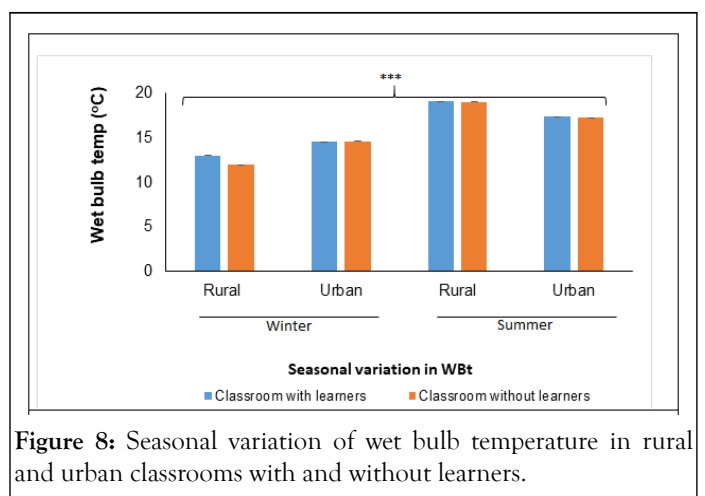 ***
Wet bulb temp (°C)
20
15
10
5
0
Rural Urban Rural Urban
Winter Summer
Seasonal variation in WBt
Classroom with learners Classroom without learners
Figure 8: Seasonal variation of wet bulb temperature in rural
and urban classrooms with and without learners.